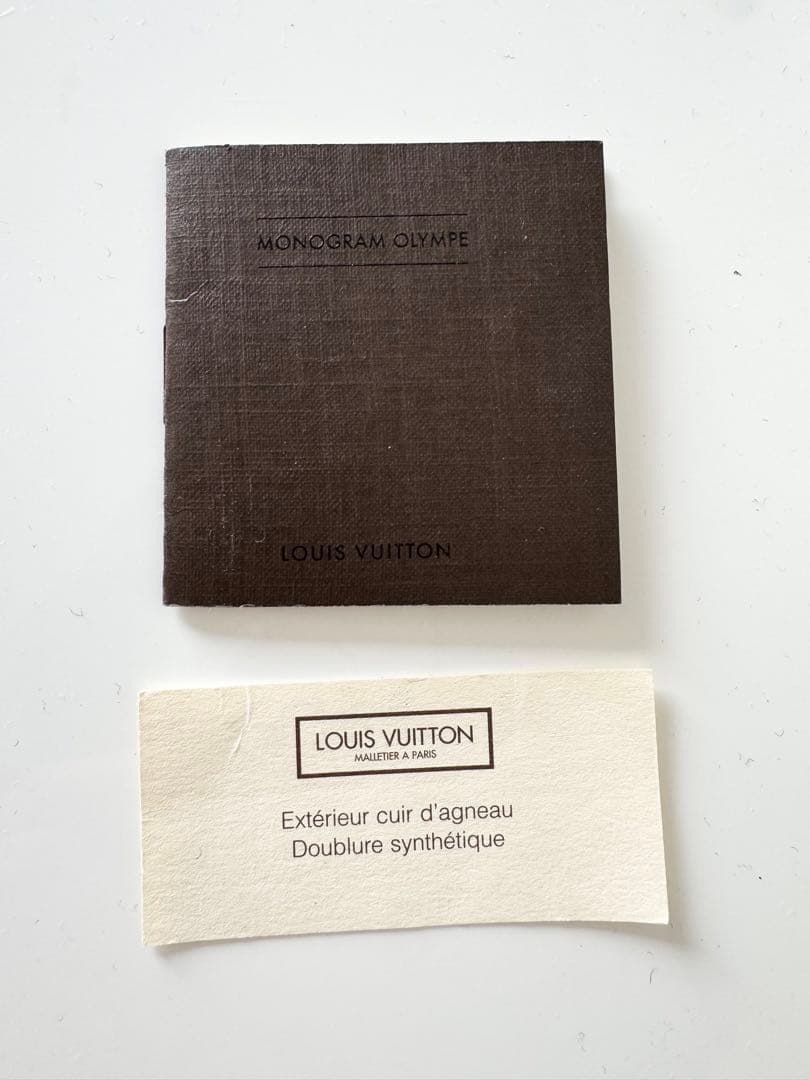 MONOGRAM OLYMPE
LOUIS VUITTON
LOUIS VUITTON
MALLETIER A PARIS
Extérieur cuir d'agneau
Doublure synthétique